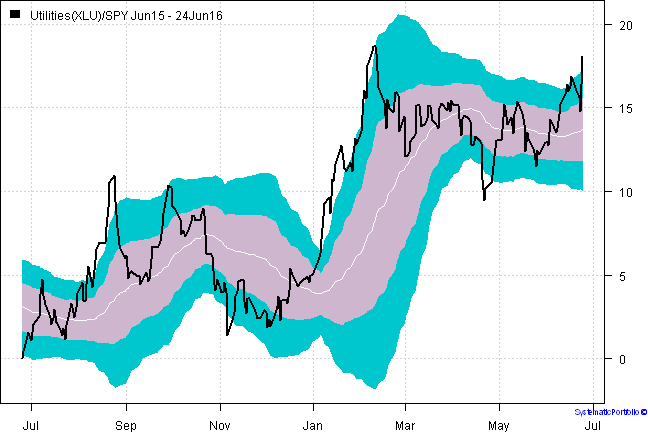 Utilities(XLU)/SPY Jun15 - 24Jun16
20
15
10
5
0
Jul Sep Nov Jan Mar May Jul
SystematicPortfolio ©